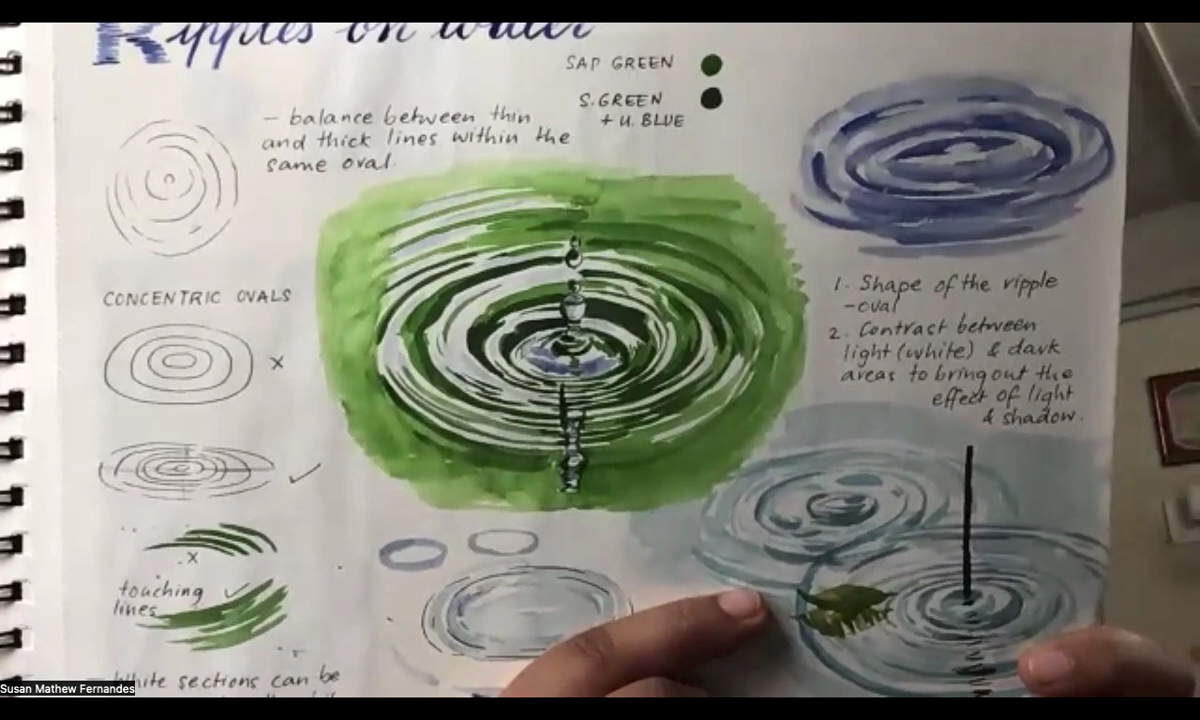 Ripples on water
SAP GREEN
S. GREEN
+ U. BLUE
- balance between thin
and thick lines within the
same oval.
CONCENTRIC OVALS
x
1. Shape of the ripple
- oval
2. Contrast between
light (white) & dark
areas to bring out the
effect of light
& shadow.
x
touching
lines
- White sections can be
Susan Mathew Fernandes